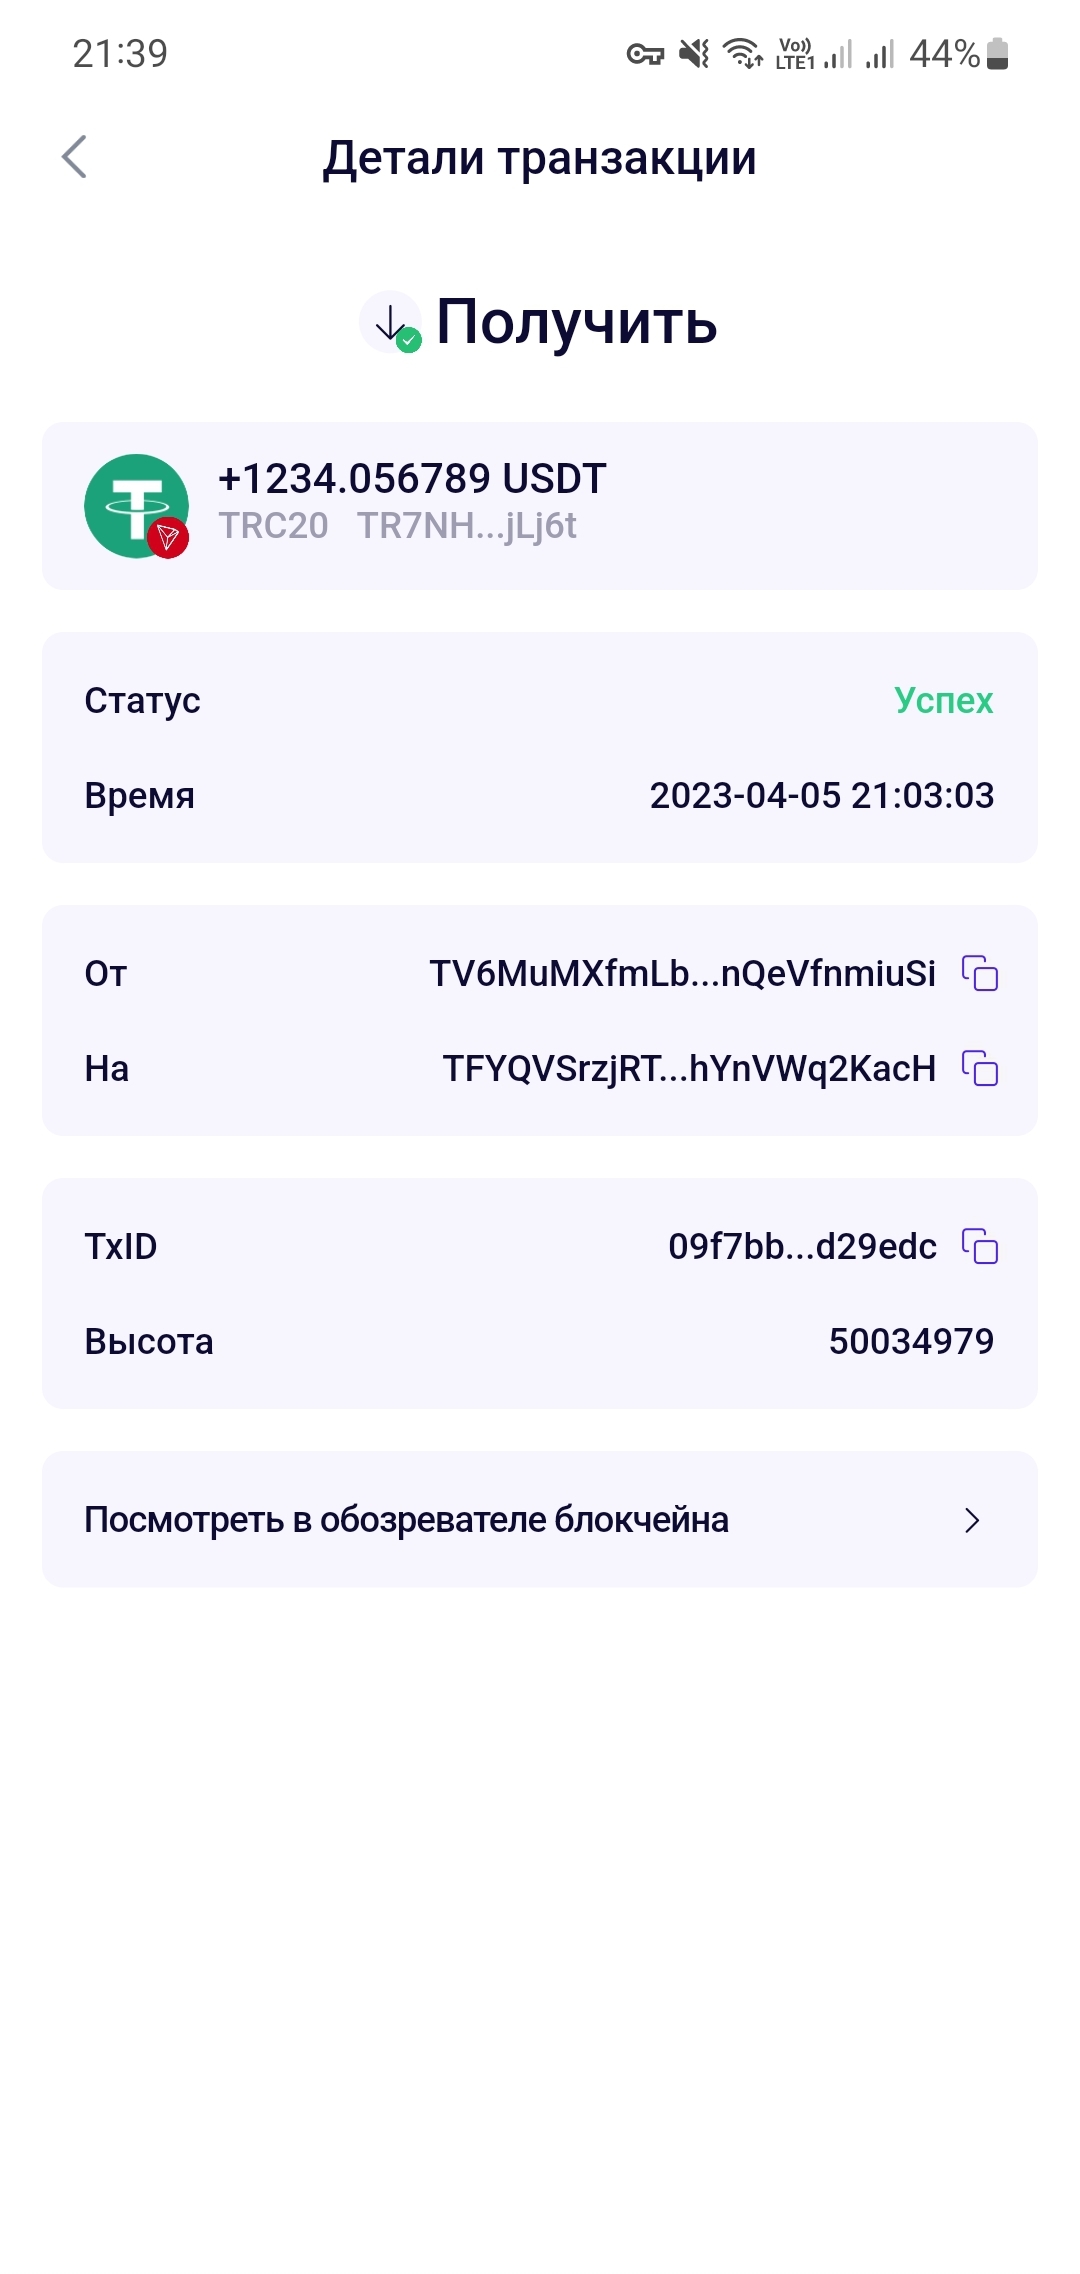 21:39
Vo)) LTE1 44%
Детали транзакции
Получить
+1234.056789 USDT
TRC20 TR7NH...jLj6t
Статус Успех
Время 2023-04-05 21:03:03
От TV6MuMXfmLb...nQeVfnmiuSi
На TFYQVSrzjRT...hYnVWq2KacH
TxID 09f7bb...d29edc
Высота 50034979
Посмотреть в обозревателе блокчейна